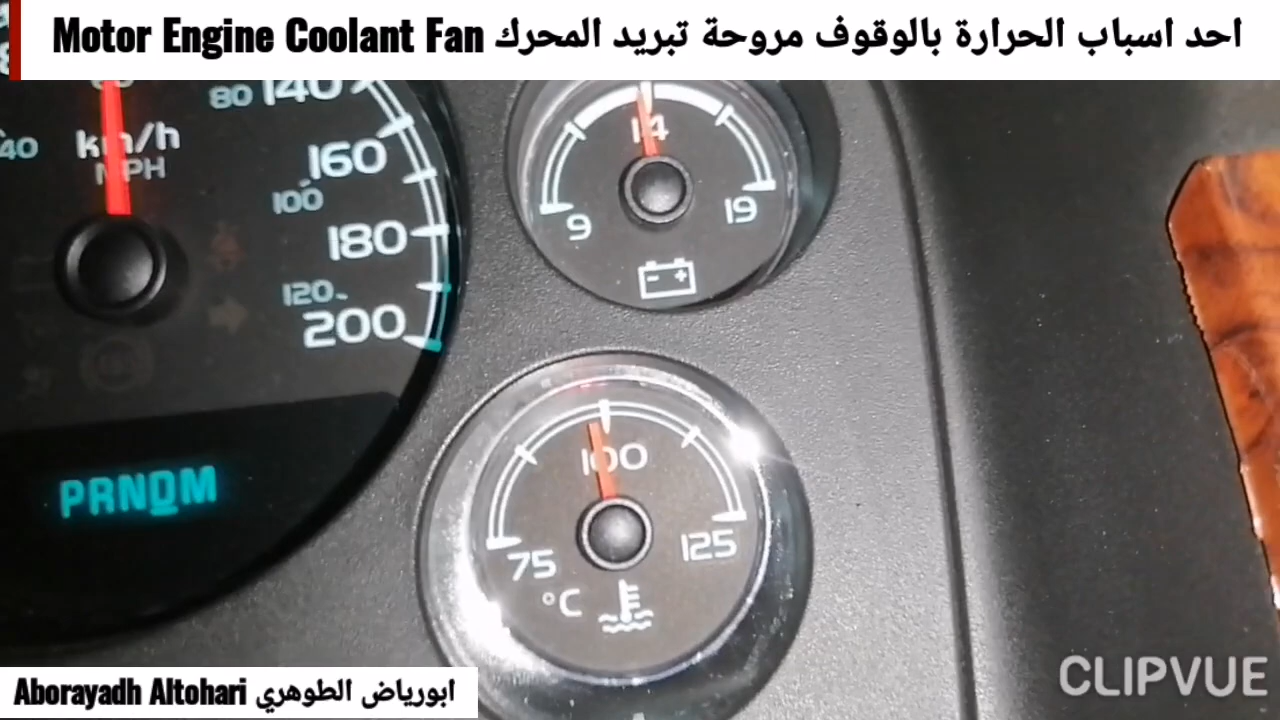 احد اسباب الحرارة بالوقوف مروحة تبريد المحرك Motor Engine Coolant Fan
80 140
40 km/h
MPH
160
100
180
120
200
14
9 19
- +
PRNDM
100
75 125
°C
Aborayadh Altohari ابورياض الطوهري
CLIPVUE